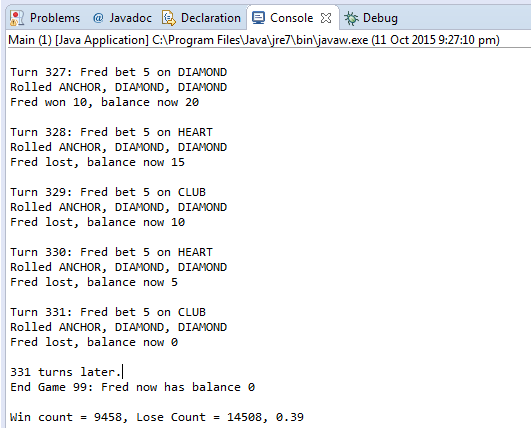 Problems @ Javadoc Declaration Console Debug
Main (1) [Java Application] C:\Program Files\Java\jre7\bin\javaw.exe (11 Oct 2015 9:27:10 pm)
Turn 327: Fred bet 5 on DIAMOND
Rolled ANCHOR, DIAMOND, DIAMOND
Fred won 10, balance now 20
Turn 328: Fred bet 5 on HEART
Rolled ANCHOR, DIAMOND, DIAMOND
Fred lost, balance now 15
Turn 329: Fred bet 5 on CLUB
Rolled ANCHOR, DIAMOND, DIAMOND
Fred lost, balance now 10
Turn 330: Fred bet 5 on HEART
Rolled ANCHOR, DIAMOND, DIAMOND
Fred lost, balance now 5
Turn 331: Fred bet 5 on CLUB
Rolled ANCHOR, DIAMOND, DIAMOND
Fred lost, balance now 0
331 turns later.
End Game 99: Fred now has balance 0
Win count = 9458, Lose Count = 14508, 0.39